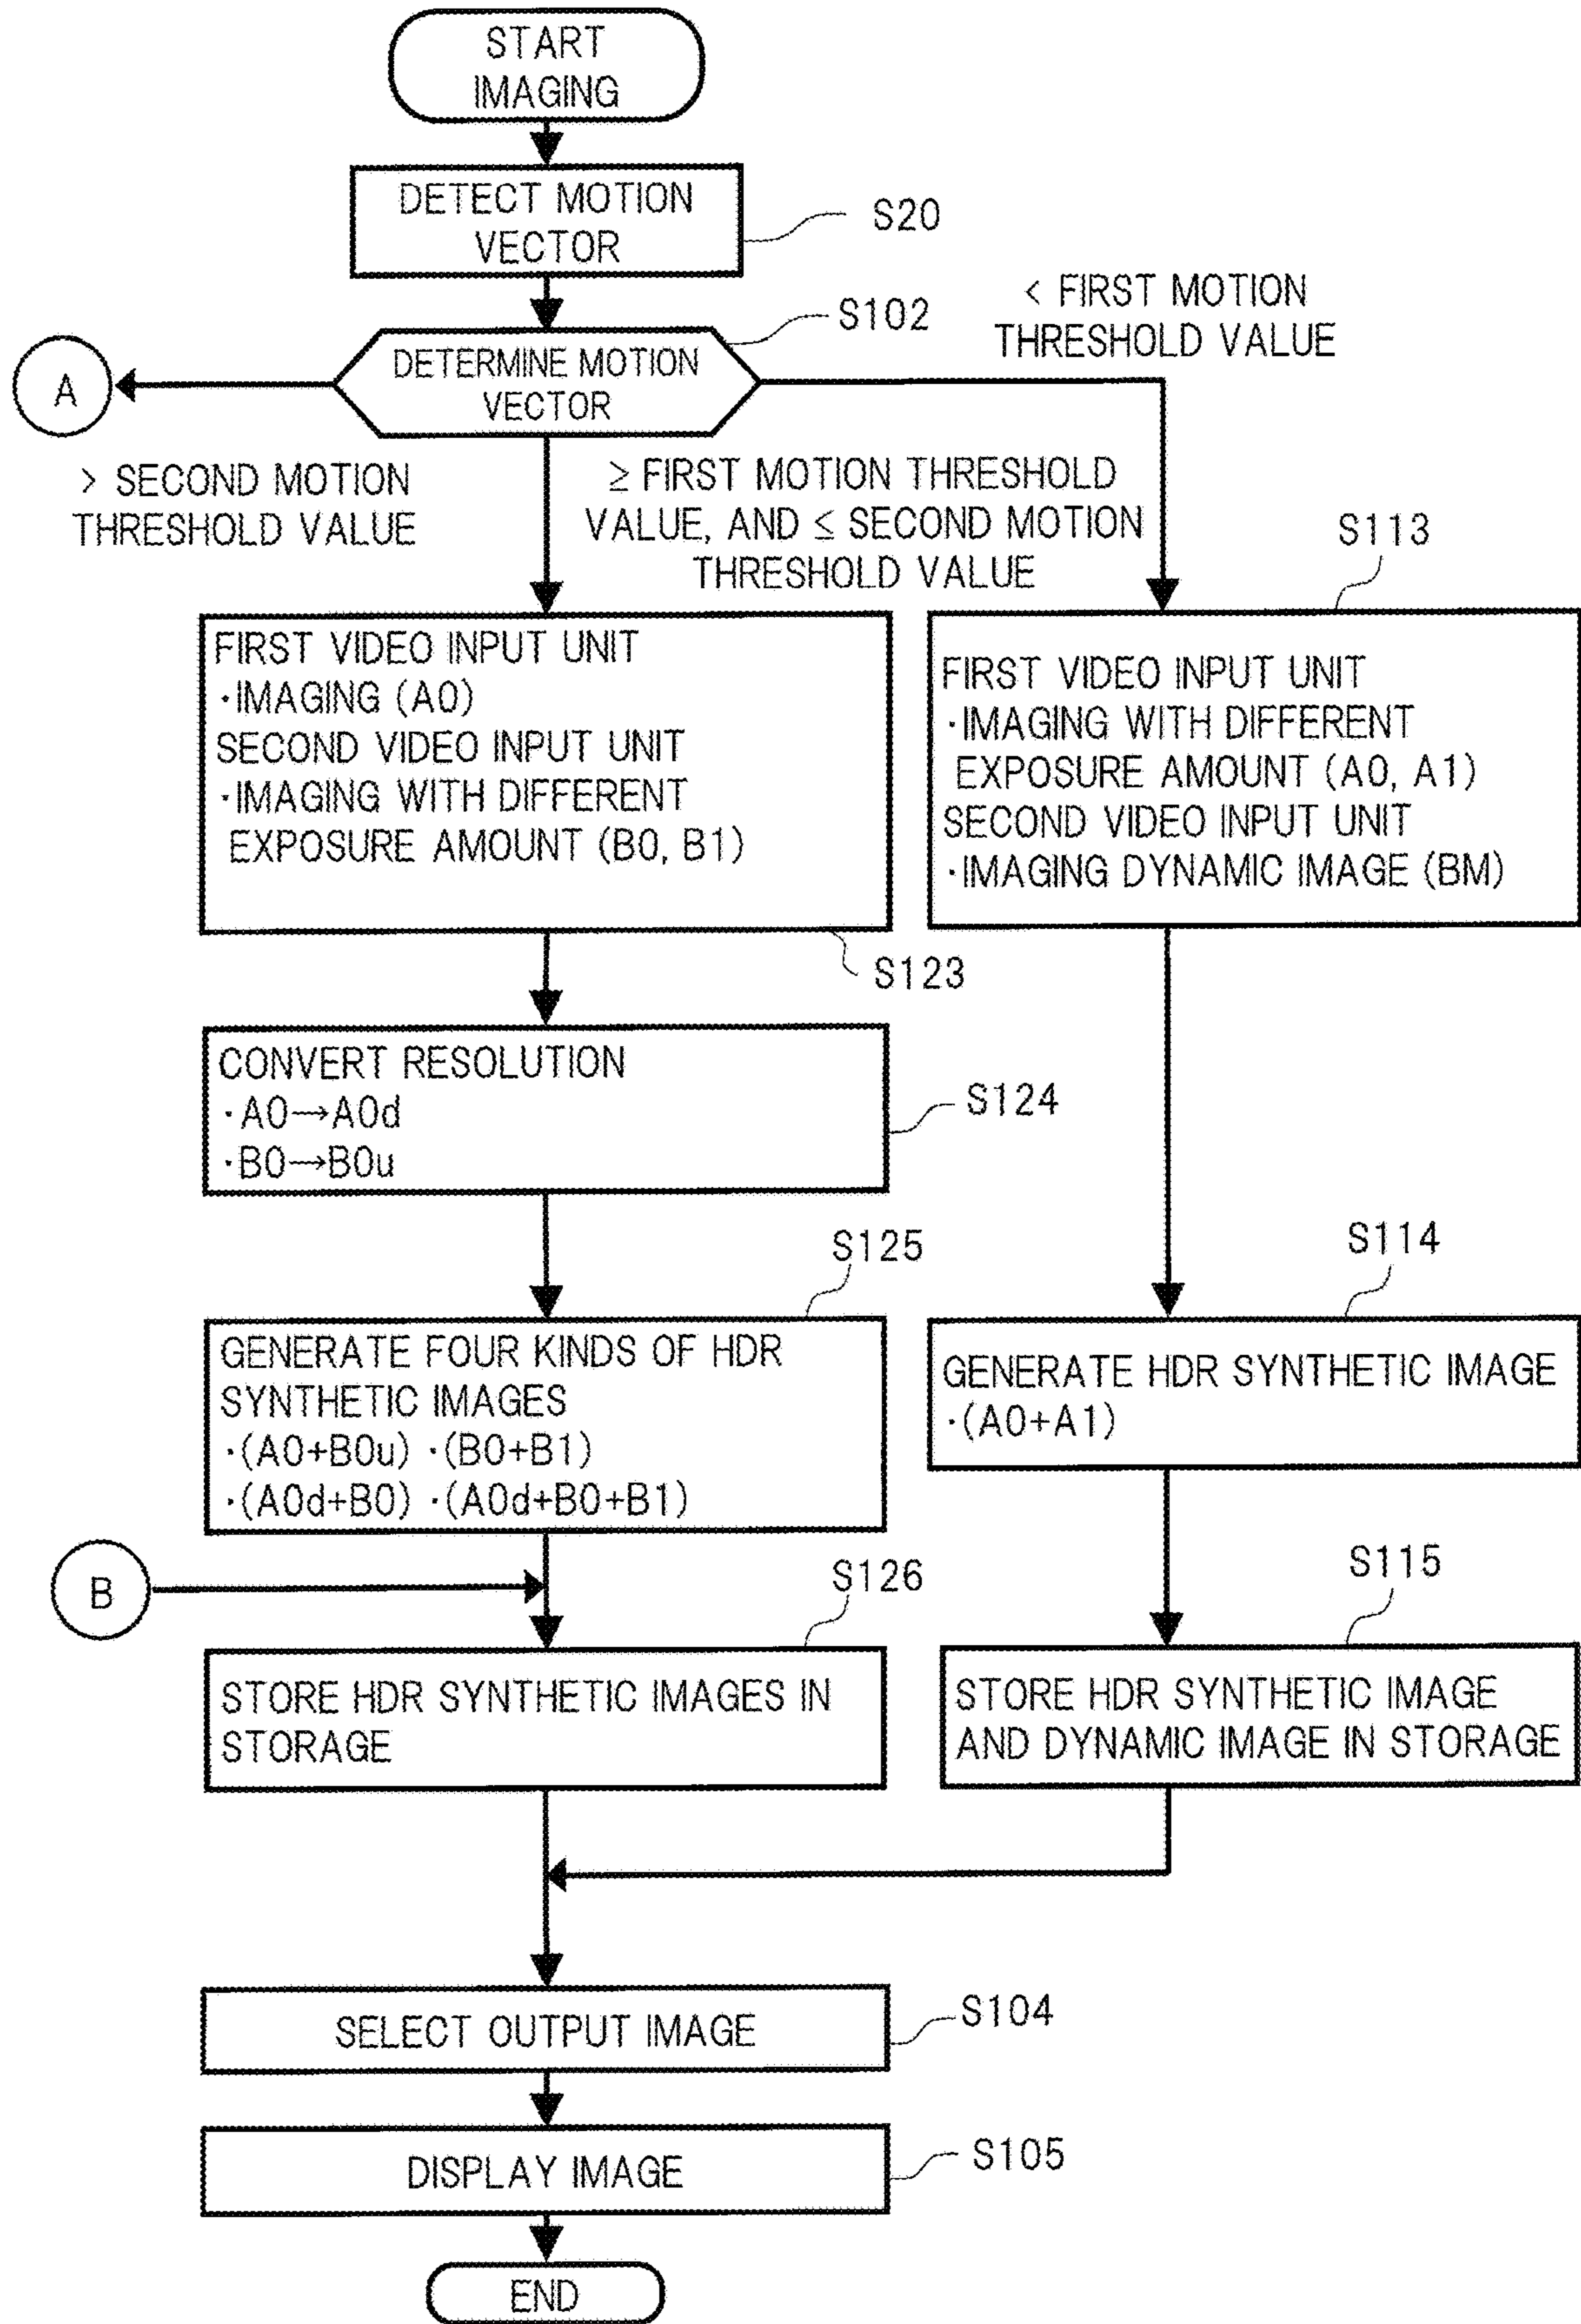 START
IMAGING
DETECT MOTION
VECTOR
S20
< FIRST MOTION
THRESHOLD VALUE
S102
DETERMINE MOTION
VECTOR
A
> SECOND MOTION
THRESHOLD VALUE
≥ FIRST MOTION THRESHOLD
VALUE, AND ≤ SECOND MOTION
THRESHOLD VALUE
S113
FIRST VIDEO INPUT UNIT
·IMAGING (A0)
SECOND VIDEO INPUT UNIT
·IMAGING WITH DIFFERENT
EXPOSURE AMOUNT (B0, B1)
S123
FIRST VIDEO INPUT UNIT
·IMAGING WITH DIFFERENT
EXPOSURE AMOUNT (A0, A1)
SECOND VIDEO INPUT UNIT
·IMAGING DYNAMIC IMAGE (BM)
CONVERT RESOLUTION
·A0→A0d
·B0→B0u
S124
S125
GENERATE FOUR KINDS OF HDR
SYNTHETIC IMAGES
·(A0+B0u) ·(B0+B1)
·(A0d+B0) ·(A0d+B0+B1)
S114
GENERATE HDR SYNTHETIC IMAGE
·(A0+A1)
B
S126
STORE HDR SYNTHETIC IMAGES IN
STORAGE
S115
STORE HDR SYNTHETIC IMAGE
AND DYNAMIC IMAGE IN STORAGE
SELECT OUTPUT IMAGE
S104
DISPLAY IMAGE
S105
END